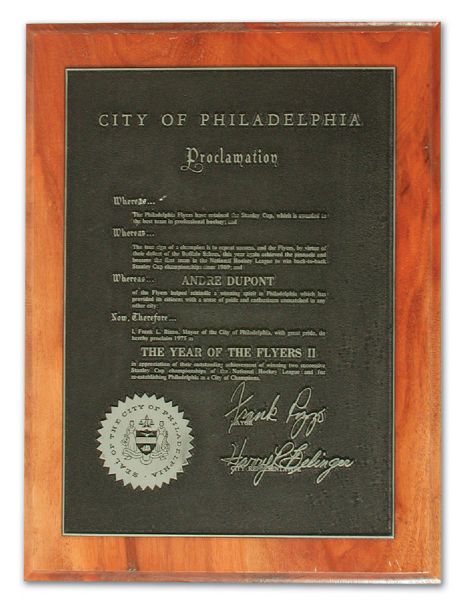 CITY OF PHILADELPHIA
Proclamation
Whereas...
The Philadelphia Flyers have retained the Stanley Cup, which is awarded to
the best team in professional hockey; and
Whereas...
The true sign of a champion is to repeat success, and the Flyers, by virtue of
their defeat of the Buffalo Sabres, this year again achieved the pinnacle and
became the first team in the National Hockey League to win back-to-back
Stanley Cup championships since 1969; and
Whereas... ANDRE DUPONT
of the Flyers helped rekindle a winning spirit in Philadelphia which has
provided its citizens with a sense of pride and enthusiasm unmatched in any
other city:
Now, Therefore...
I, Frank L. Rizzo, Mayor of the City of Philadelphia, with great pride, do
hereby proclaim 1975 as
THE YEAR OF THE FLYERS II
in appreciation of their outstanding achievement of winning two successive
Stanley Cup championships of the National Hockey League and for
re-establishing Philadelphia as a City of Champions.
Frank Rizzo
MAYOR
Harry R Belinger
CITY REPRESENTATIVE
SEAL OF THE CITY OF PHILADELPHIA